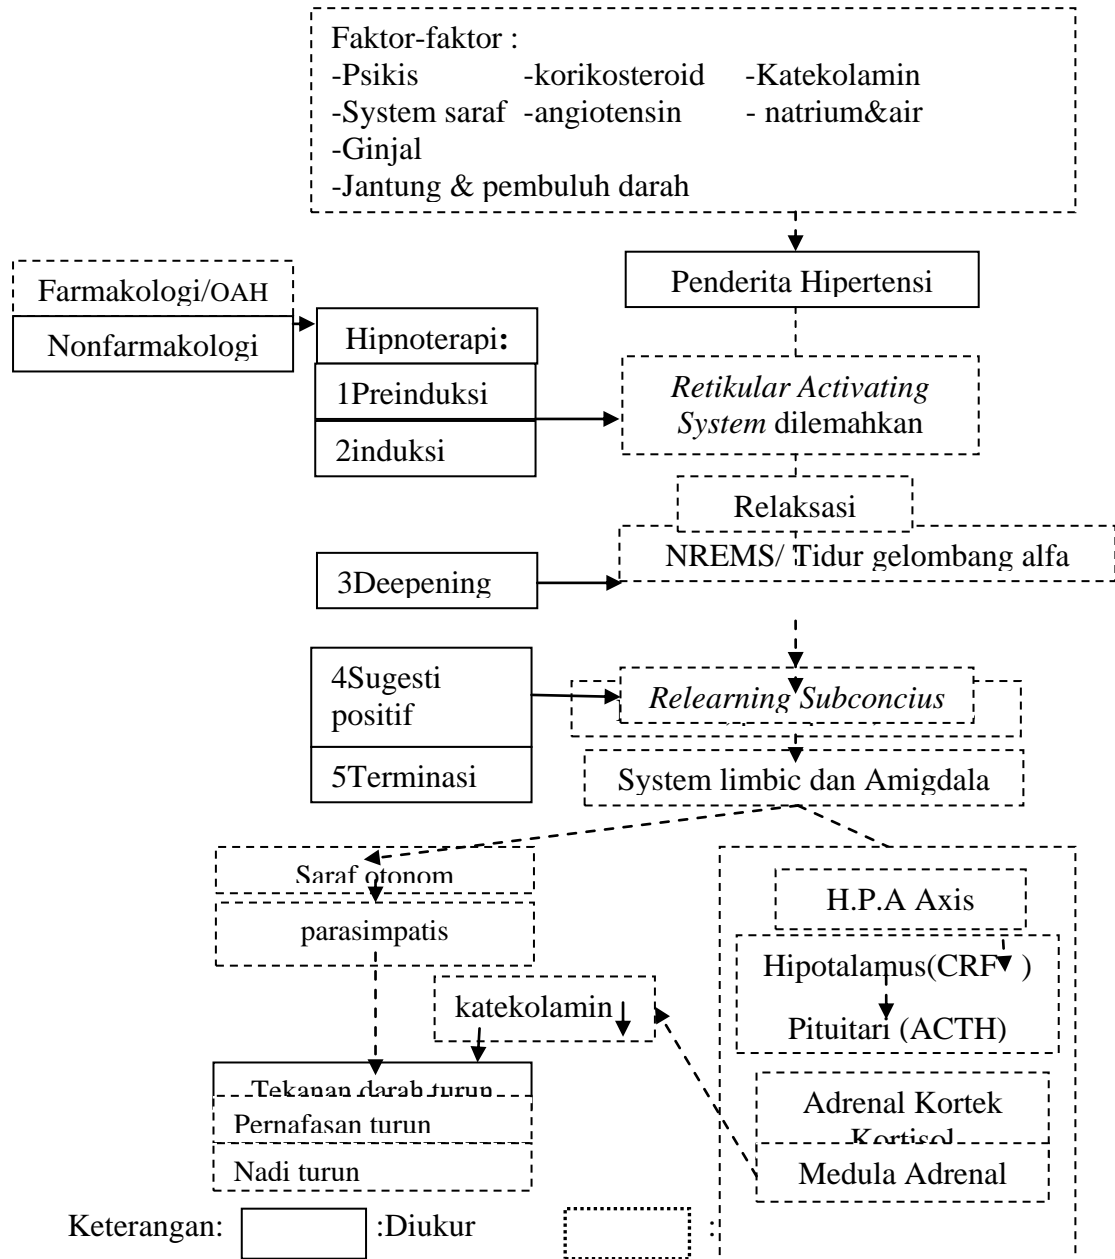 Faktor-faktor :
-Psikis -korikosteroid -Katekolamin
-System saraf -angiotensin - natrium&air
-Ginjal
-Jantung & pembuluh darah
Penderita Hipertensi
Farmakologi/OAH
Nonfarmakologi
Hipnoterapi:
1Preinduksi
2induksi
Retikular Activating
System dilemahkan
Relaksasi
NREMS/ Tidur gelombang alfa
3Deepening
4Sugesti
positif
5Terminasi
Relearning Subconcius
System limbic dan Amigdala
Saraf otonom
parasimpatis
H.P.A Axis
Hipotalamus(CRF )
Pituitari (ACTH)
katekolamin
Tekanan darah turun
Pernafasan turun
Nadi turun
Adrenal Kortek
Kortisol
Medula Adrenal
Keterangan: :Diukur :